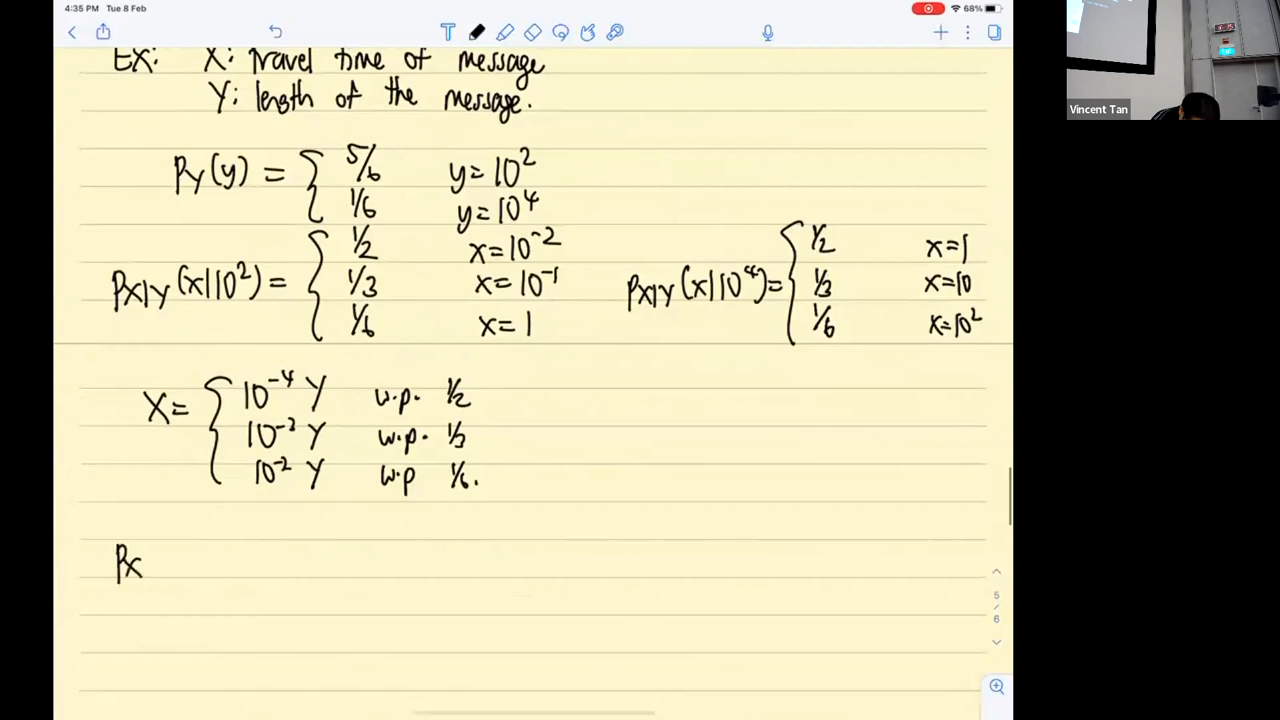 4:35 PM Tue 8 Feb
68%
EX: X: travel time of message
Y: length of the message.
Py(y) = { 5/6 y = 10^2
1/6 y = 10^4
Px|Y (x|10^2) = { 1/2 x = 10^-2
1/3 x = 10^-1
1/6 x = 1
Px|Y (x|10^4) = { 1/2 x = 1
1/3 x = 10
1/6 x = 10^2
X = { 10^-4 Y w.p. 1/2
10^-3 Y w.p. 1/3
10^-2 Y w.p 1/6.
Px
5
/
6
Vincent Tan